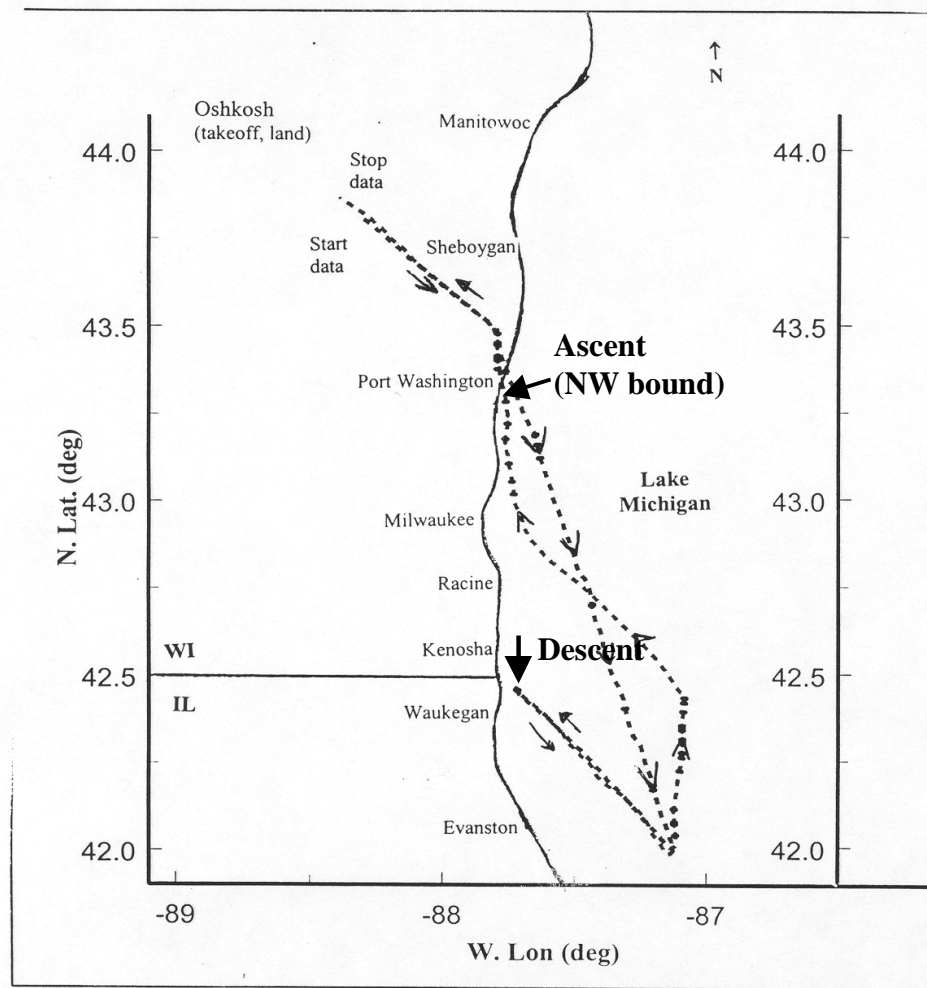 ↑
N
Oshkosh
(takeoff, land)
Manitowoc
44.0
44.0
Stop
data
Start
data
Sheboygan
43.5
43.5
Ascent
(NW bound)
Port Washington
Lake
Michigan
N. Lat. (deg)
43.0
43.0
Milwaukee
Racine
Kenosha
Descent
WI
42.5
42.5
IL
Waukegan
Evanston
42.0
42.0
-89
-88
-87
W. Lon (deg)